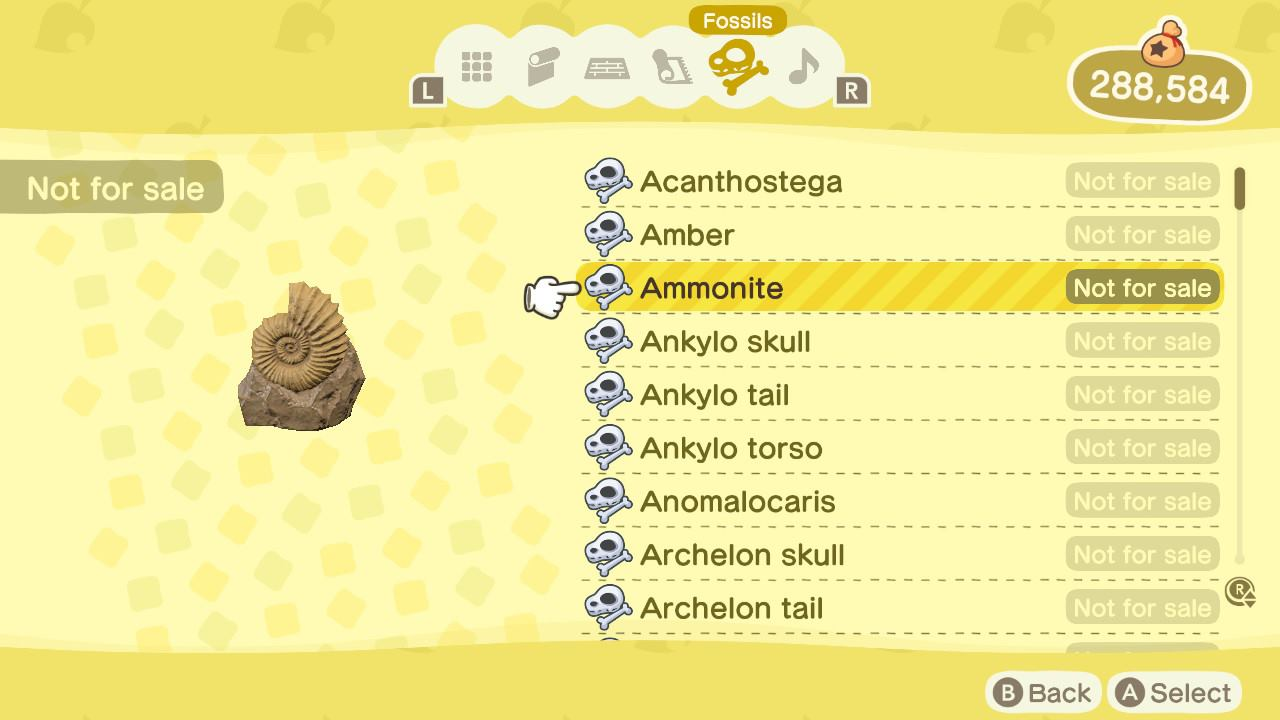 Fossils
L
R
288,584
Not for sale
Acanthostega Not for sale
Amber Not for sale
Ammonite Not for sale
Ankylo skull Not for sale
Ankylo tail Not for sale
Ankylo torso Not for sale
Anomalocaris Not for sale
Archelon skull Not for sale
Archelon tail Not for sale
R
B Back A Select